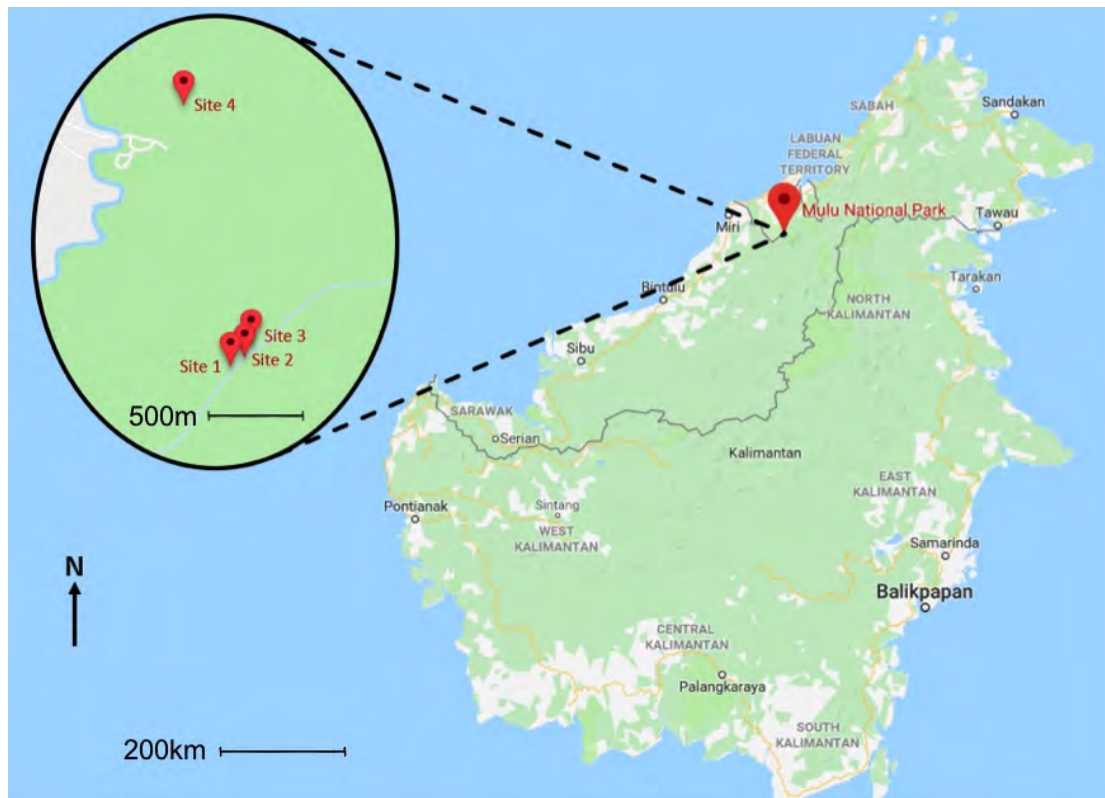 Site 4
Site 3
Site 2
Site 1
500m
N
200km
SABAH
Sandakan
LABUAN
FEDERAL
TERRITORY
Mulu National Park
Miri
Tawau
Tarakan
Bintulu
NORTH
KALIMANTAN
Sibu
SARAWAK
Serian
Kalimantan
EAST
KALIMANTAN
Pontianak
Sintang
WEST
KALIMANTAN
Samarinda
Balikpapan
CENTRAL
KALIMANTAN
Palangkaraya
SOUTH
KALIMANTAN